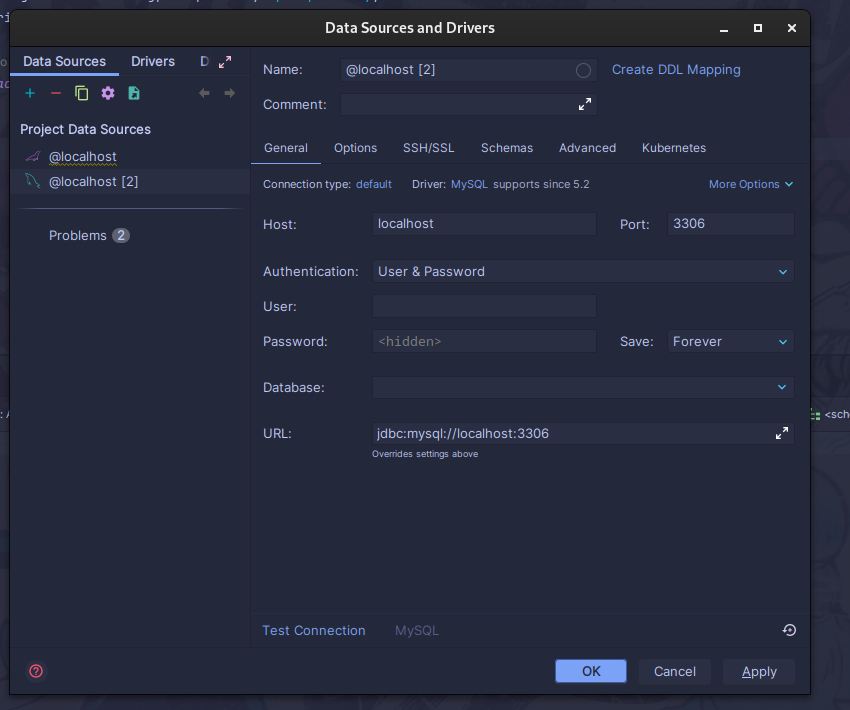 Data Sources and Drivers
Data Sources Drivers D
Project Data Sources
@localhost
@localhost [2]
Problems 2
Name: @localhost [2] Create DDL Mapping
Comment:
General Options SSH/SSL Schemas Advanced Kubernetes
Connection type: default Driver: MySQL supports since 5.2 More Options
Host: localhost Port: 3306
Authentication: User & Password
User:
Password: <hidden> Save: Forever
Database:
URL: jdbc:mysql://localhost:3306
Overrides settings above
Test Connection MySQL
? OK Cancel Apply
<sch